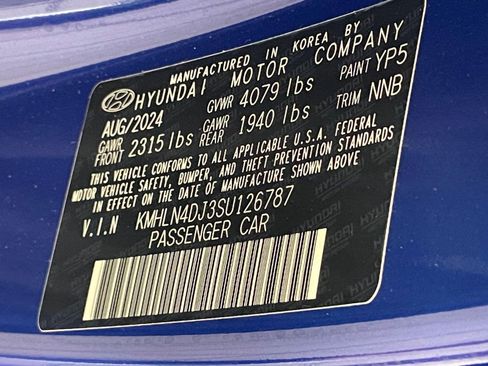 MANUFACTURED IN KOREA BY
HYUNDAI MOTOR COMPANY
AUG/2024 GVWR 4079 lbs PAINT YP5
GAWR FRONT 2315 lbs GAWR REAR 1940 lbs TRIM NNB
THIS VEHICLE CONFORMS TO ALL APPLICABLE U.S.A. FEDERAL
MOTOR VEHICLE SAFETY, BUMPER, AND THEFT PREVENTION STANDARDS
IN EFFECT ON THE DATE OF MANUFACTURE SHOWN ABOVE.
V.I.N KMHLN4DJ3SU126787
PASSENGER CAR